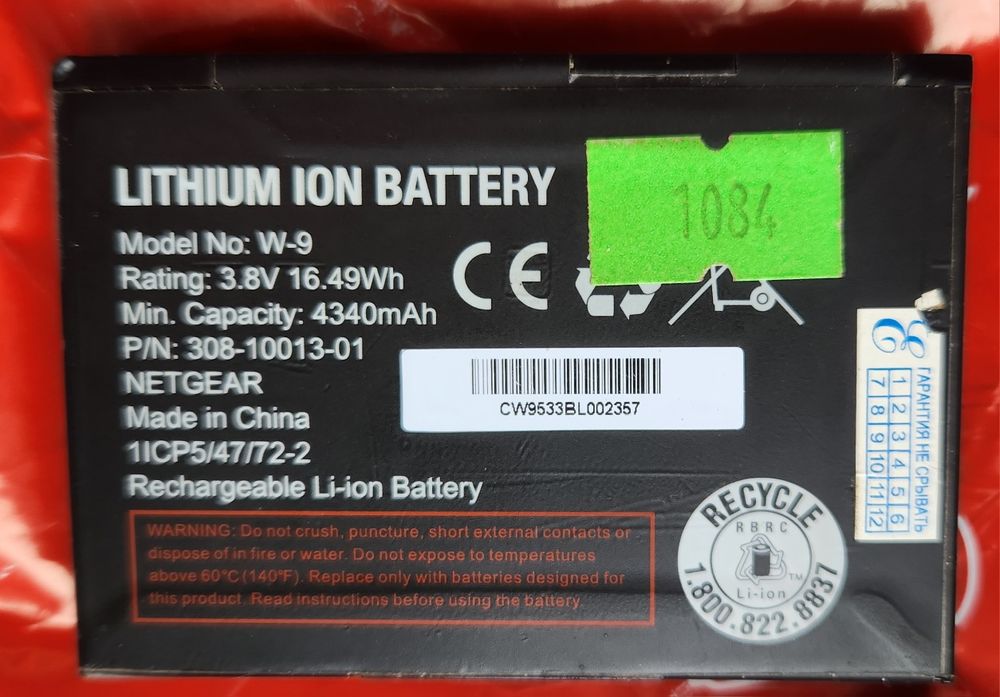 LITHIUM ION BATTERY
1084
Model No: W-9
Rating: 3.8V 16.49Wh
Min. Capacity: 4340mAh
P/N: 308-10013-01
NETGEAR
Made in China
1ICP5/47/72-2
Rechargeable Li-ion Battery
CE
CW9533BL002357
ГАРАНТИЯ НЕ СРЫВАТЬ
1 2 3 4 5 6
7 8 9 10 11 12
WARNING: Do not crush, puncture, short external contacts or
dispose of in fire or water. Do not expose to temperatures
above 60°C (140°F). Replace only with batteries designed for
this product. Read instructions before using the battery.
RECYCLE
RBRC
TM
Li-ion
1.800.822.8837